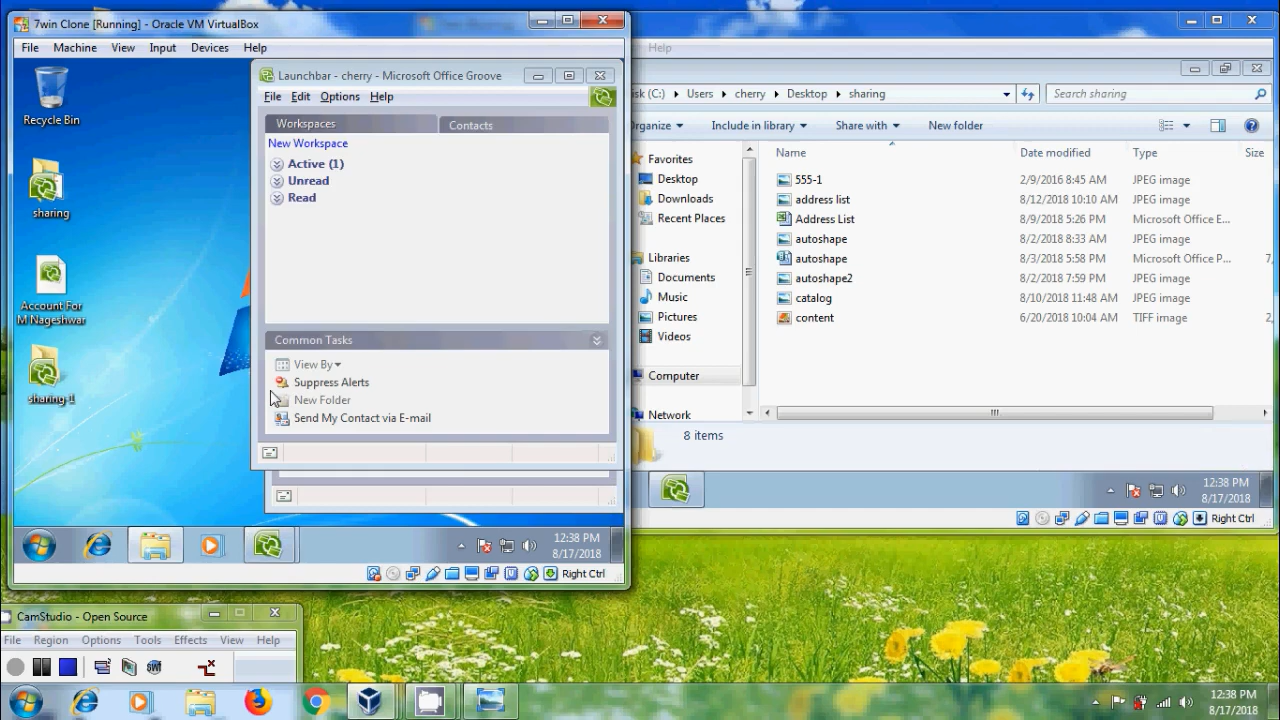 7win Clone [Running] - Oracle VM VirtualBox
File Machine View Input Devices Help
Help
Recycle Bin
sharing
Account For
M Nageshwar
sharing-1
Launchbar - cherry - Microsoft Office Groove
File Edit Options Help
Workspaces
Contacts
New Workspace
Active (1)
Unread
Read
Common Tasks
View By
Suppress Alerts
New Folder
Send My Contact via E-mail
12:38 PM
8/17/2018
Right Ctrl
isk (C:) Users cherry Desktop sharing
Search sharing
Organize Include in library Share with New folder
Favorites
Desktop
Downloads
Recent Places
Libraries
Documents
Music
Pictures
Videos
Computer
Network
Name Date modified Type Size
555-1 2/9/2016 8:45 AM JPEG image
address list 8/12/2018 10:10 AM JPEG image
Address List 8/9/2018 5:26 PM Microsoft Office E...
autoshape 8/2/2018 8:33 AM JPEG image
autoshape 8/3/2018 5:58 PM Microsoft Office P... 7,
autoshape2 8/2/2018 7:59 PM JPEG image
catalog 8/10/2018 11:48 AM JPEG image
content 6/20/2018 10:04 AM TIFF image 2,
8 items
12:38 PM
8/17/2018
Right Ctrl
CamStudio - Open Source
File Region Options Tools Effects View Help
SWF
12:38 PM
8/17/2018